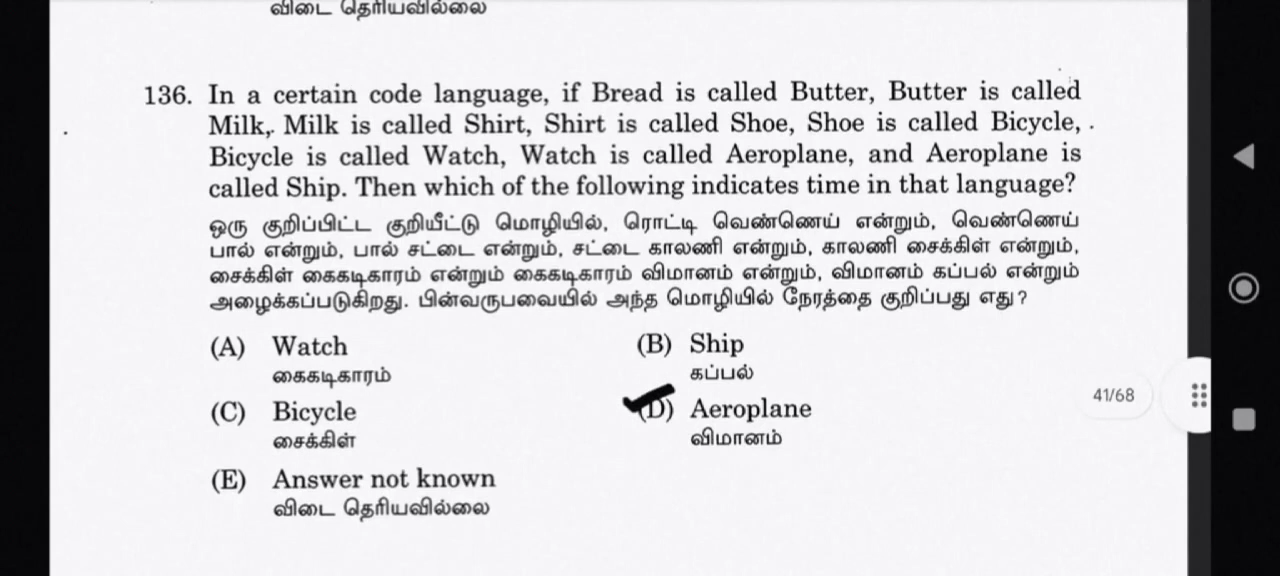 விடை தெரியவில்லை
136. In a certain code language, if Bread is called Butter, Butter is called
Milk, Milk is called Shirt, Shirt is called Shoe, Shoe is called Bicycle,
Bicycle is called Watch, Watch is called Aeroplane, and Aeroplane is
called Ship. Then which of the following indicates time in that language?
ஒரு குறிப்பிட்ட குறியீட்டு மொழியில், ரொட்டி வெண்ணெய் என்றும், வெண்ணெய்
பால் என்றும், பால் சட்டை என்றும், சட்டை காலணி என்றும், காலணி சைக்கிள் என்றும்,
சைக்கிள் கைகடிகாரம் என்றும் கைகடிகாரம் விமானம் என்றும், விமானம் கப்பல் என்றும்
அழைக்கப்படுகிறது. பின்வருபவையில் அந்த மொழியில் நேரத்தை குறிப்பது எது?
(A) Watch (B) Ship
கைகடிகாரம் கப்பல்
(C) Bicycle (D) Aeroplane
சைக்கிள் விமானம்
41/68
(E) Answer not known
விடை தெரியவில்லை